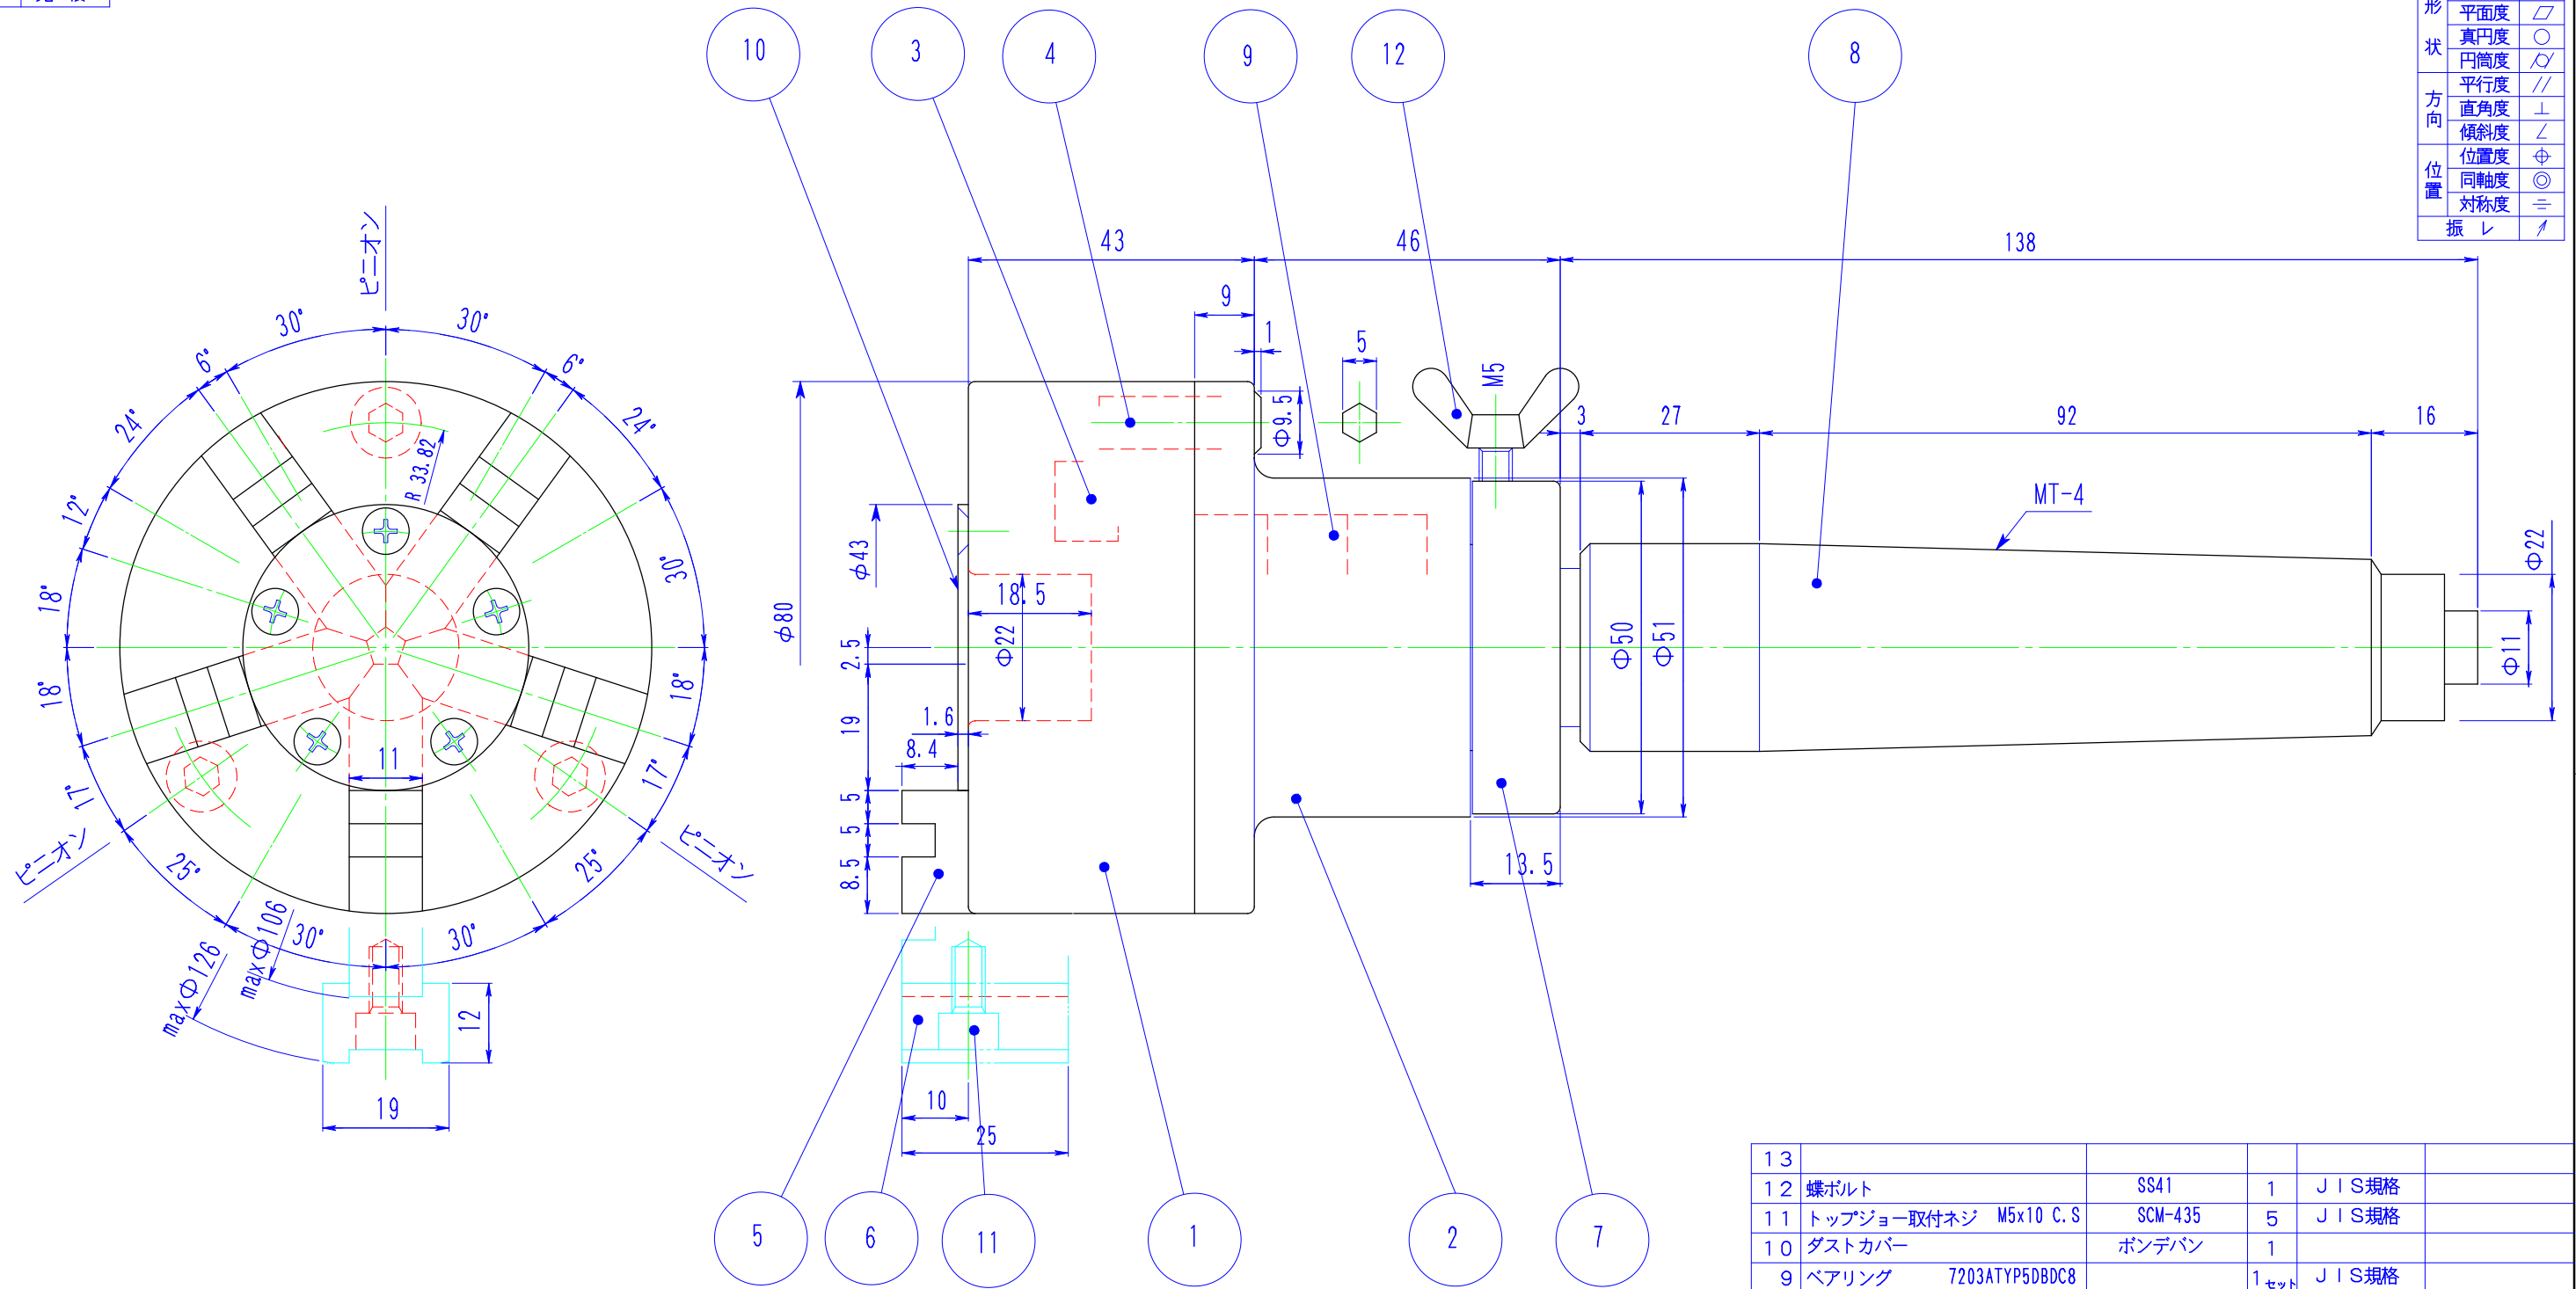 10
3
4
9
12
8
形状
平面度
真円度
円筒度
方向
平行度
直角度
傾斜度
位置
位置度
同軸度
対称度
振レ
ピニオン
30°
30°
6°
6°
24°
24°
12°
30°
18°
18°
18°
17°
17°
25°
25°
30°
30°
R 33.82
11
ピニオン
ピニオン
maxΦ106
maxΦ126
12
19
43
46
138
9
1
5
M5
Φ9.5
3
27
92
16
MT-4
φ43
φ80
18.5
Φ22
2.5
19
1.6
8.4
5
5
8.5
Φ50
Φ51
Φ22
Φ11
13.5
10
25
5
6
11
1
2
7
13
12 蝶ボルト SS41 1 JIS規格
11 トップジョー取付ネジ M5x10 C.S SCM-435 5 JIS規格
10 ダストカバー ボンデバン 1
9 ベアリング 7203ATYP5DBDC8 1セット JIS規格